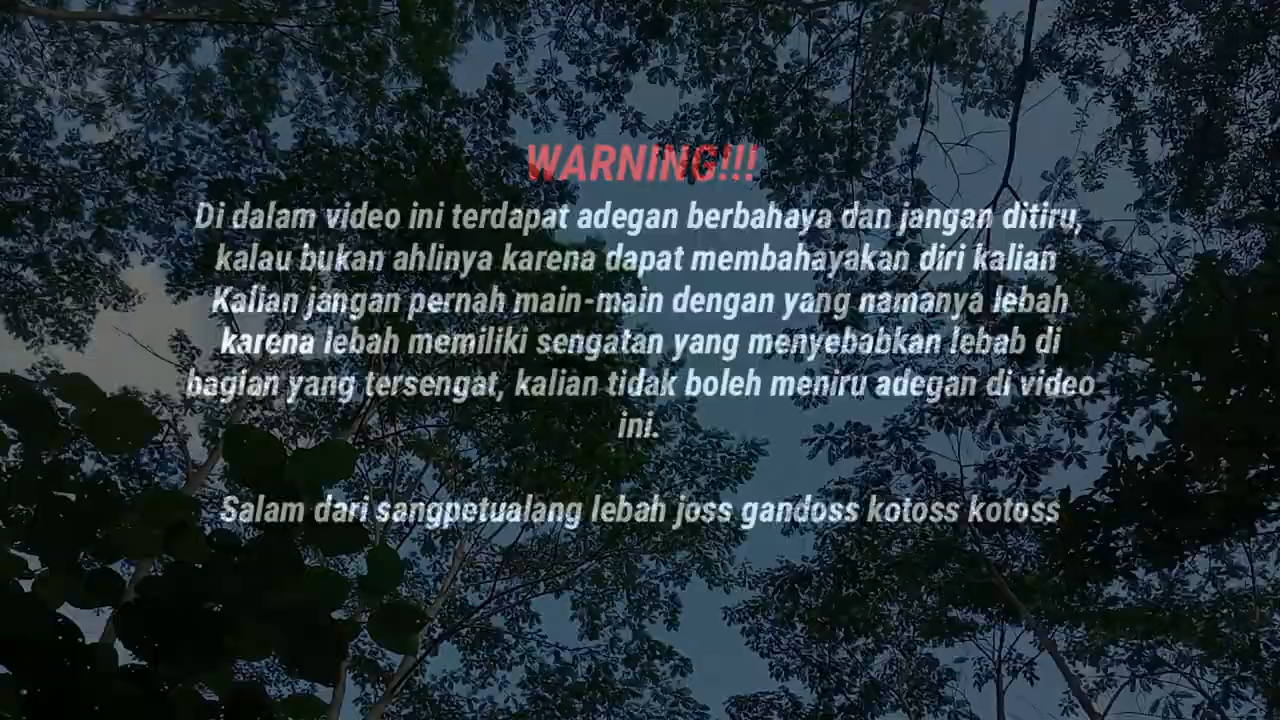 WARNING!!!
Di dalam video ini terdapat adegan berbahaya dan jangan ditiru,
kalau bukan ahlinya karena dapat membahayakan diri kalian
Kalian jangan pernah main-main dengan yang namanya lebah
karena lebah memiliki sengatan yang menyebabkan lebab di
bagian yang tersengat, kalian tidak boleh meniru adegan di video
ini.
Salam dari sangpetualang lebah joss gandoss kotoss kotoss